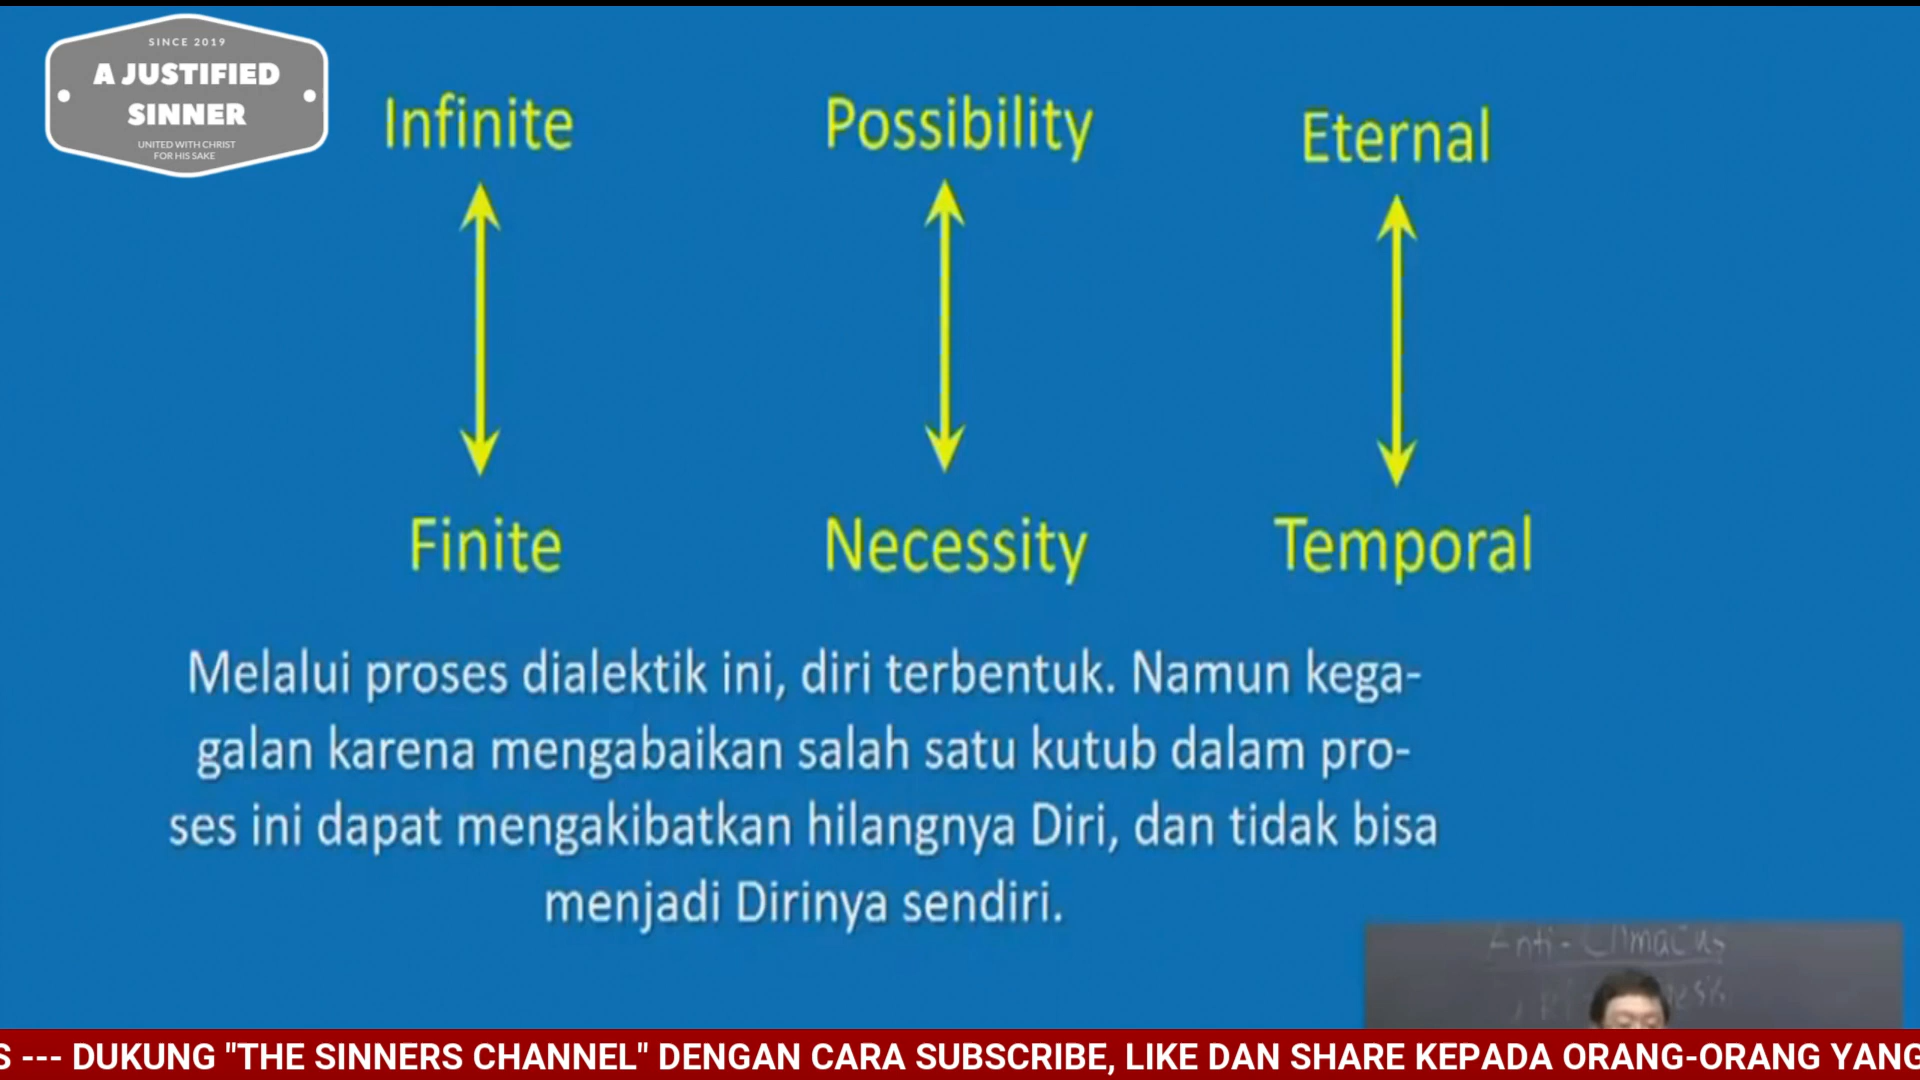 SINCE 2019
A JUSTIFIED
SINNER
UNITED WITH CHRIST
FOR HIS SAKE
Infinite
Possibility
Eternal
Finite
Necessity
Temporal
Melalui proses dialektik ini, diri terbentuk. Namun kega-
galan karena mengabaikan salah satu kutub dalam pro-
ses ini dapat mengakibatkan hilangnya Diri, dan tidak bisa
menjadi Dirinya sendiri.
Anti-Climacus
S --- DUKUNG "THE SINNERS CHANNEL" DENGAN CARA SUBSCRIBE, LIKE DAN SHARE KEPADA ORANG-ORANG YANG